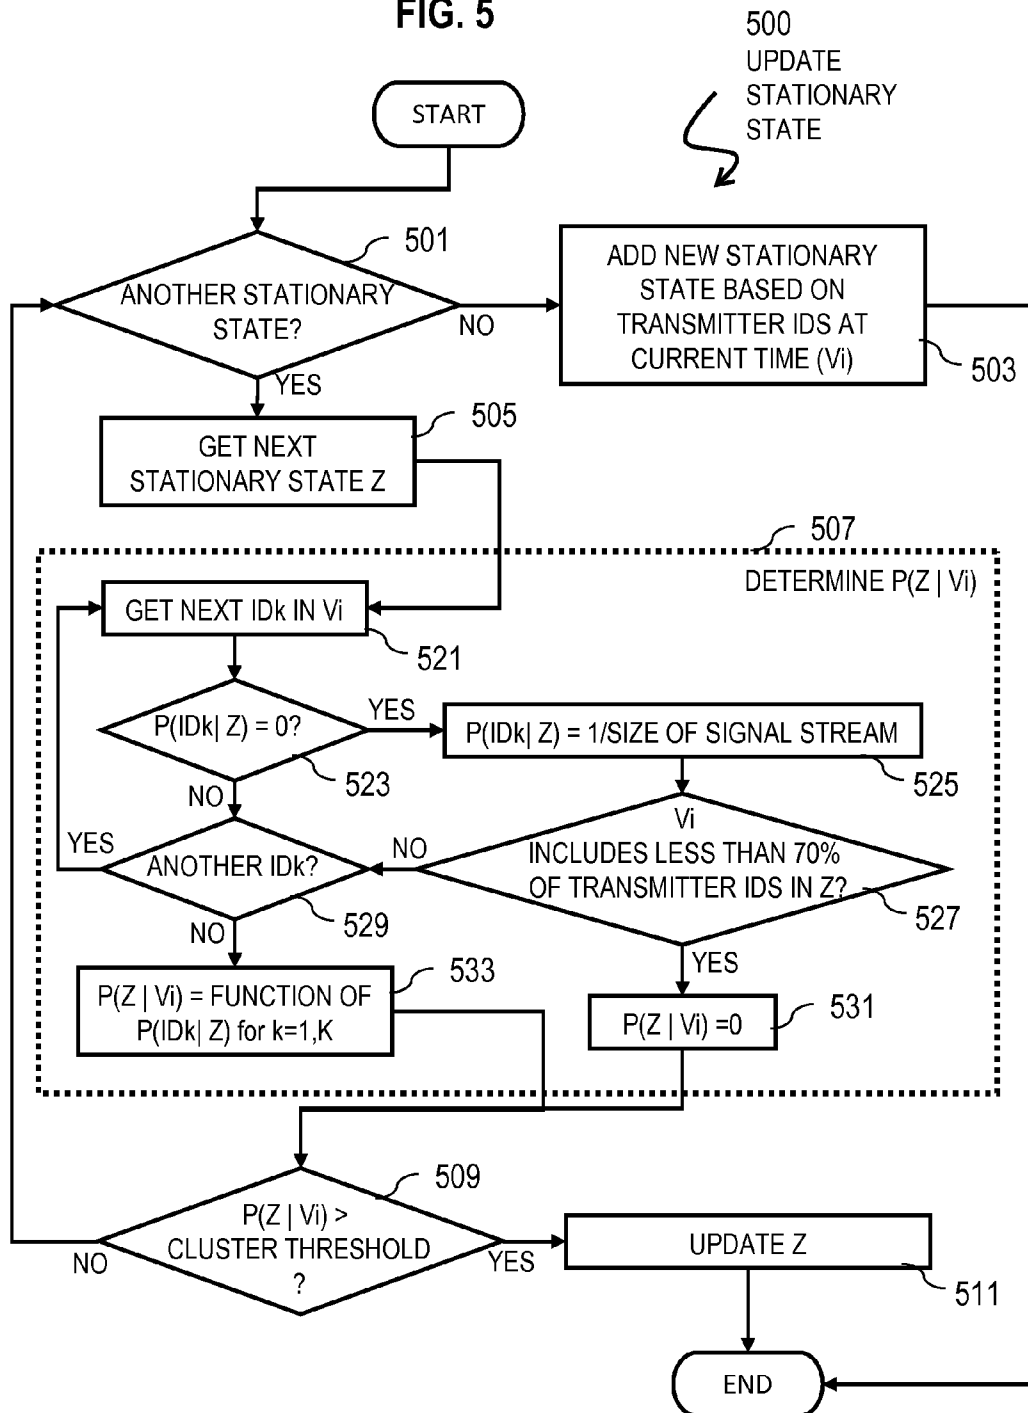 FIG. 5
500
UPDATE
STATIONARY
STATE
START
501
ANOTHER STATIONARY
STATE?
NO
YES
ADD NEW STATIONARY
STATE BASED ON
TRANSMITTER IDS AT
CURRENT TIME (Vi)
503
505
GET NEXT
STATIONARY STATE Z
507
DETERMINE P(Z | Vi)
GET NEXT IDk IN Vi
521
P(IDk| Z) = 0?
YES
523
NO
P(IDk| Z) = 1/SIZE OF SIGNAL STREAM
525
Vi
INCLUDES LESS THAN 70%
OF TRANSMITTER IDS IN Z?
527
NO
YES
YES
ANOTHER IDk?
529
NO
P(Z | Vi) = FUNCTION OF
P(IDk| Z) for k=1,K
533
P(Z | Vi) =0
531
509
P(Z | Vi) >
CLUSTER THRESHOLD
?
NO
YES
UPDATE Z
511
END